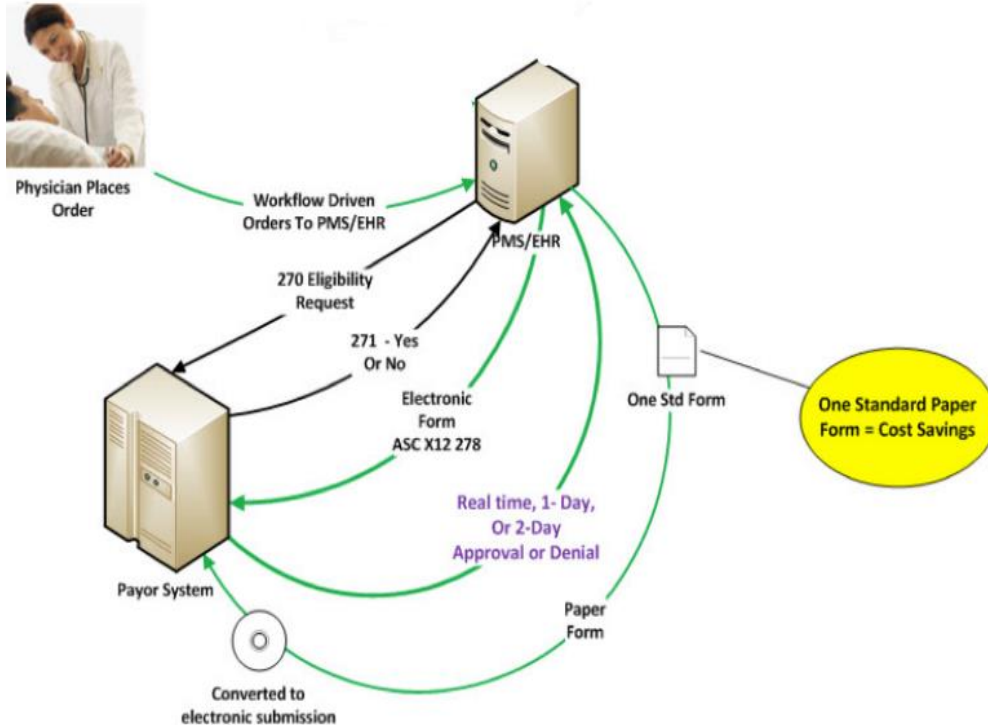 Physician Places
Order
Workflow Driven
Orders To PMS/EHR
PMS/EHR
270 Eligibility
Request
271 - Yes
Or No
Electronic
Form
ASC X12 278
One Std Form
One Standard Paper
Form = Cost Savings
Real time, 1- Day,
Or 2-Day
Approval or Denial
Payor System
Paper
Form
Converted to
electronic submission